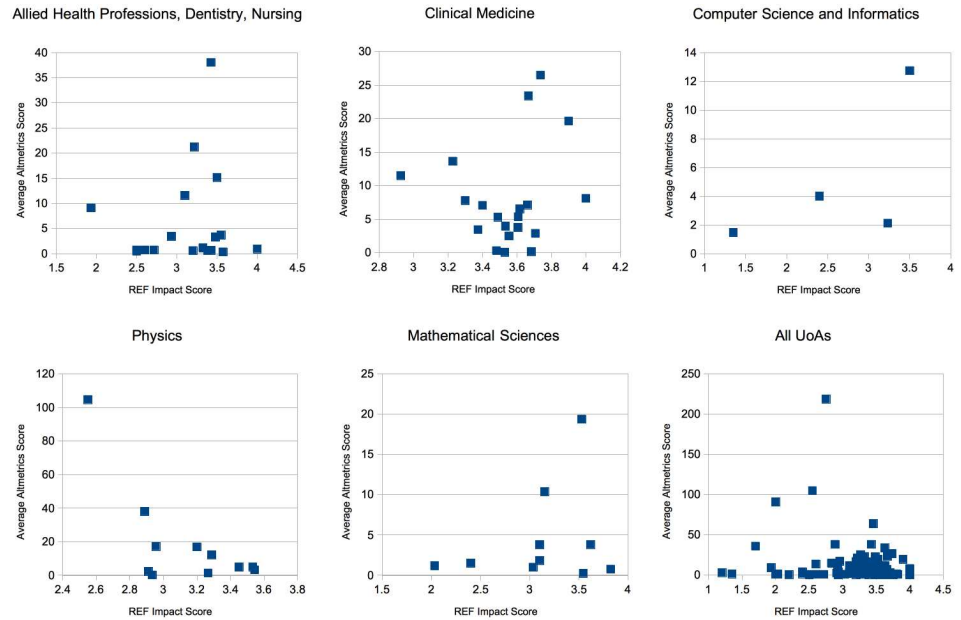 Allied Health Professions, Dentistry, Nursing
Average Altmetrics Score
40
35
30
25
20
15
10
5
0
1.5 2 2.5 3 3.5 4 4.5
REF Impact Score
Clinical Medicine
Average Altmetrics Score
30
25
20
15
10
5
0
2.8 3 3.2 3.4 3.6 3.8 4 4.2
REF Impact Score
Computer Science and Informatics
Average Altmetrics Score
14
12
10
8
6
4
2
0
1 1.5 2 2.5 3 3.5 4
REF Impact Score
Physics
Average Altmetrics Score
120
100
80
60
40
20
0
2.4 2.6 2.8 3 3.2 3.4 3.6 3.8
REF Impact Score
Mathematical Sciences
Average Altmetrics Score
25
20
15
10
5
0
1.5 2 2.5 3 3.5 4
REF Impact Score
All UoAs
Average Altmetrics Score
250
200
150
100
50
0
1 1.5 2 2.5 3 3.5 4 4.5
REF Impact Score